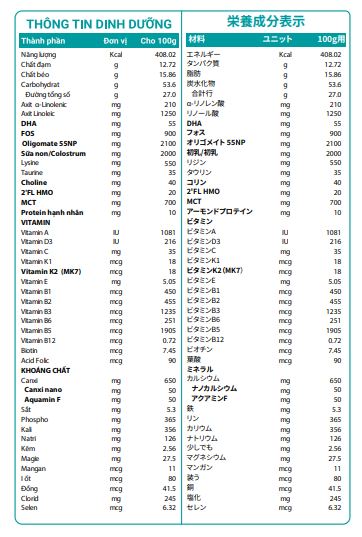 THÔNG TIN DINH DƯỠNG
Thành phần Đơn vị Cho 100g
Năng lượng Kcal 408.02
Chất đạm g 12.72
Chất béo g 15.86
Carbohydrat g 53.6
Đường tổng số g 27.0
Axit α-Linolenic mg 210
Axit Linoleic mg 1250
DHA mg 55
FOS mg 900
Oligomate 55NP mg 2100
Sữa non/Colostrum mg 2000
Lysine mg 550
Taurine mg 35
Choline mg 40
2'FL HMO mg 20
MCT mg 700
Protein hạnh nhân mg 10
VITAMIN
Vitamin A IU 1081
Vitamin D3 IU 216
Vitamin C mg 35
Vitamin K1 mcg 18
Vitamin K2 (MK7) mcg 18
Vitamin E mg 5.05
Vitamin B1 mcg 450
Vitamin B2 mcg 455
Vitamin B3 mcg 1235
Vitamin B6 mcg 251
Vitamin B5 mcg 1905
Vitamin B12 mcg 0.72
Biotin mcg 7.45
Acid Folic mcg 90
KHOÁNG CHẤT
Canxi mg 650
Canxi nano mg 50
Aquamin F mg 50
Sắt mg 5.3
Phospho mg 365
Kali mg 356
Natri mg 126
Kẽm mg 2.56
Magie mg 27.5
Mangan mcg 11
I ốt mcg 80
Đồng mcg 41.5
Clorid mg 245
Selen mcg 6.32
栄養成分表示
材料 ユニット 100g用
エネルギー Kcal 408.02
タンパク質 g 12.72
脂肪 g 15.86
炭水化物 g 53.6
合計行 g 27.0
α-リノレン酸 mg 210
リノール酸 mg 1250
DHA mg 55
フォス mg 900
オリゴメイト 55NP mg 2100
初乳/初乳 mg 2000
リジン mg 550
タウリン mg 35
コリン mg 40
2'FL HMO mg 20
MCT mg 700
アーモンドプロテイン mg 10
ビタミン
ビタミンA IU 1081
ビタミンD3 IU 216
ビタミンC mg 35
ビタミンK1 mcg 18
ビタミンK2 (MK7) mcg 18
ビタミンE mg 5.05
ビタミンB1 mcg 450
ビタミンB2 mcg 455
ビタミンB3 mcg 1235
ビタミンB6 mcg 251
ビタミンB5 mcg 1905
ビタミンB12 mcg 0.72
ビオチン mcg 7.45
葉酸 mcg 90
ミネラル
カルシウム mg 650
ナノカルシウム mg 50
アクアミンF mg 50
鉄 mg 5.3
リン mg 365
カリウム mg 356
ナトリウム mg 126
少しでも mg 2.56
マグネシウム mg 27.5
マンガン mcg 11
装う mcg 80
銅 mcg 41.5
塩化 mg 245
セレン mcg 6.32